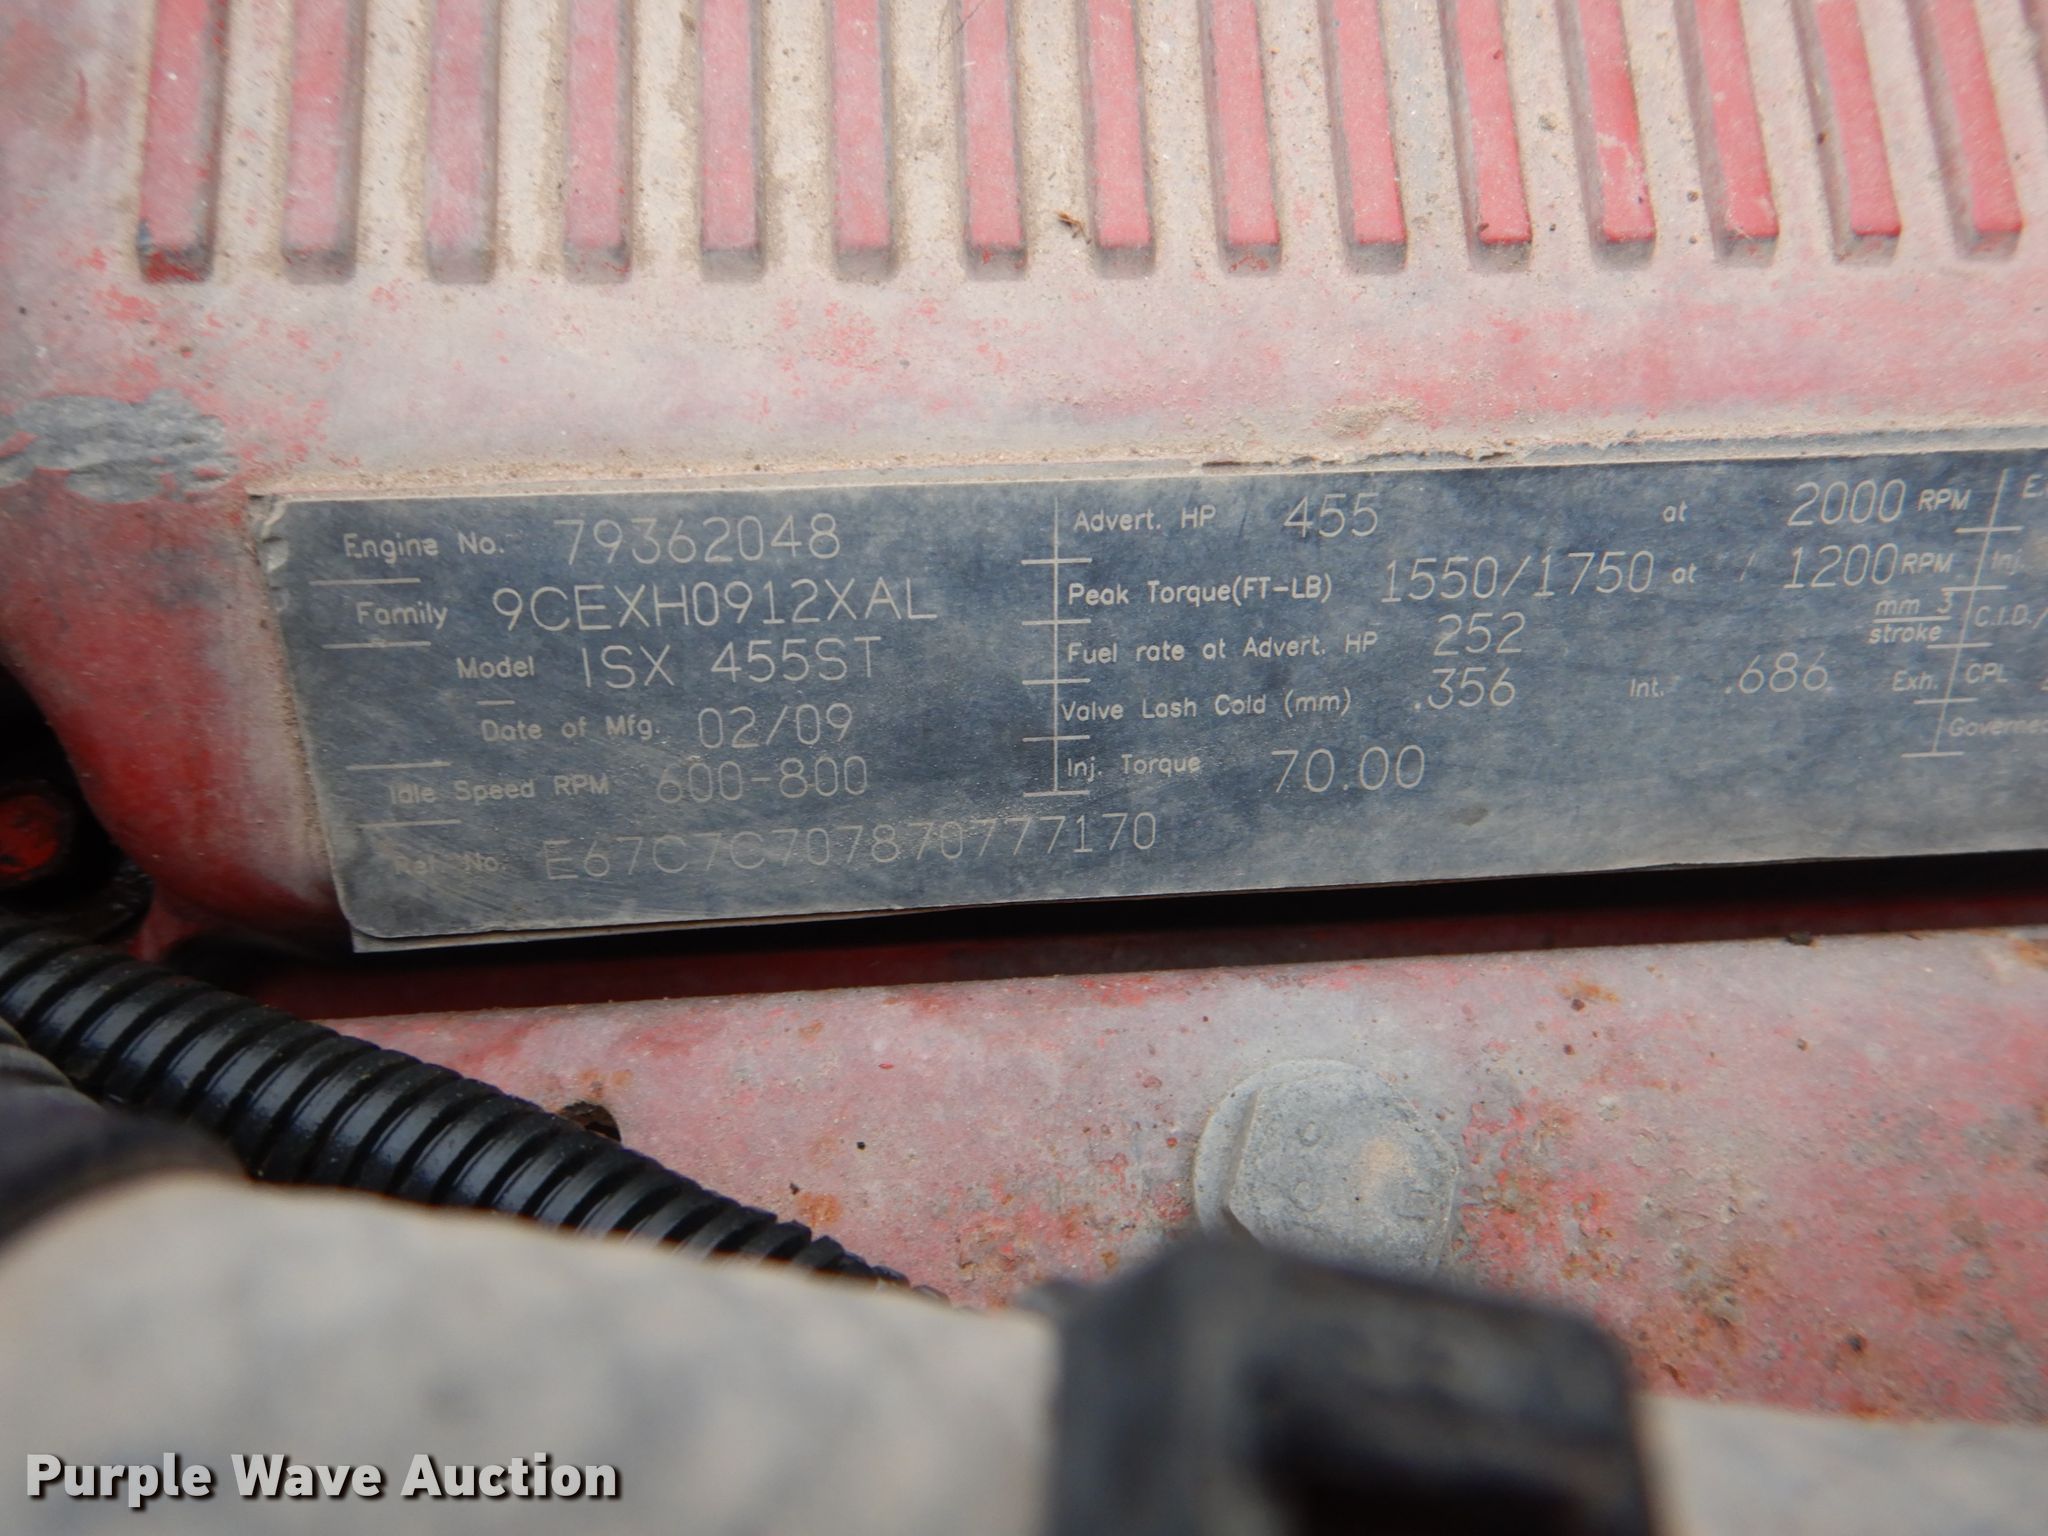 Engine No. 79362048
Family 9CEXH0912XAL
Model ISX 455ST
Date of Mfg. 02/09
Idle Speed RPM 600-800
Ref. No. E67C7C707870777170
Advert. HP 455 at 2000 RPM
Peak Torque(FT-LB) 1550/1750 at / 1200 RPM
Fuel rate at Advert. HP 252 mm 3
stroke
Valve Lash Cold (mm) .356 Int. .686 Exh.
Inj. Torque 70.00
Inj.
C.I.D./
CPL
Purple Wave Auction